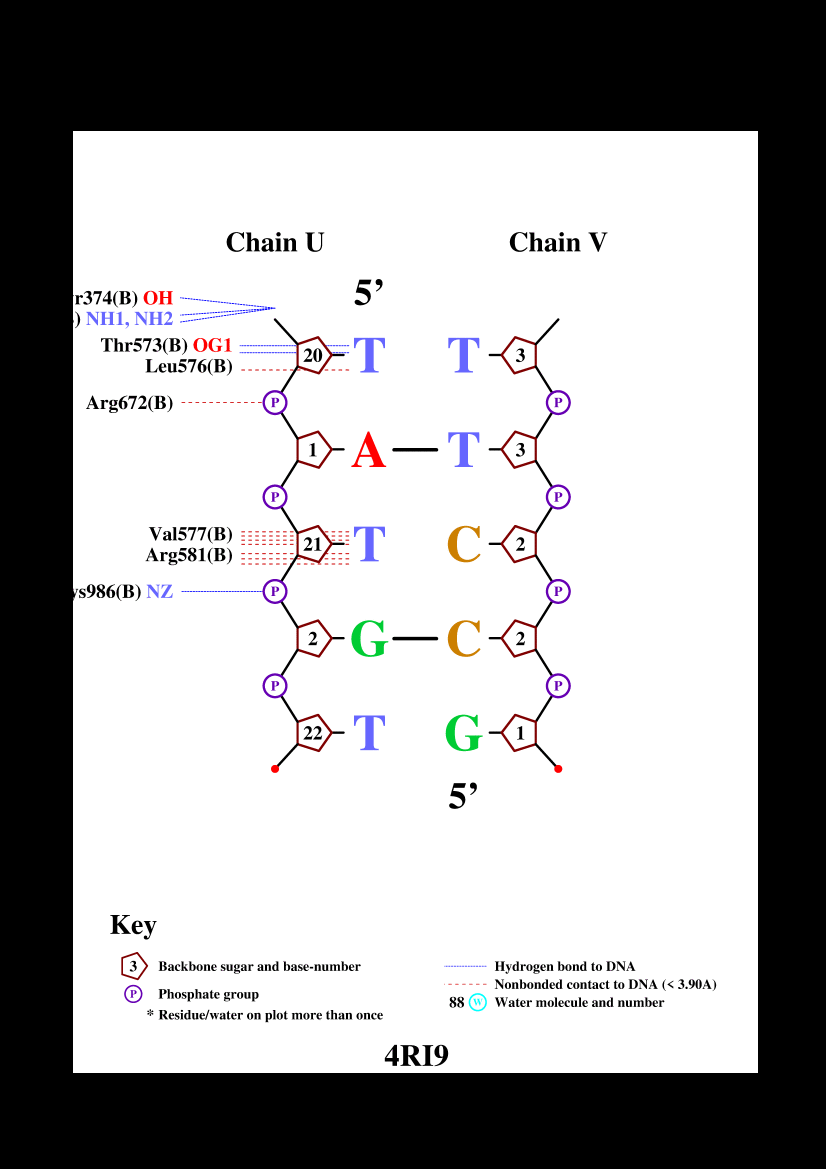 Chain U Chain V
5’
r374(B) OH
) NH1, NH2
Thr573(B) OG1
20 T T 3
Leu576(B)
Arg672(B) P P
1 A T 3
P P
Val577(B)
21 T C 2
Arg581(B)
s986(B) NZ P P
2 G C 2
P P
22 T G 1
5’
Key
3 Backbone sugar and base-number
P Phosphate group
* Residue/water on plot more than once
Hydrogen bond to DNA
Nonbonded contact to DNA (< 3.90A)
88 W Water molecule and number
4RI9